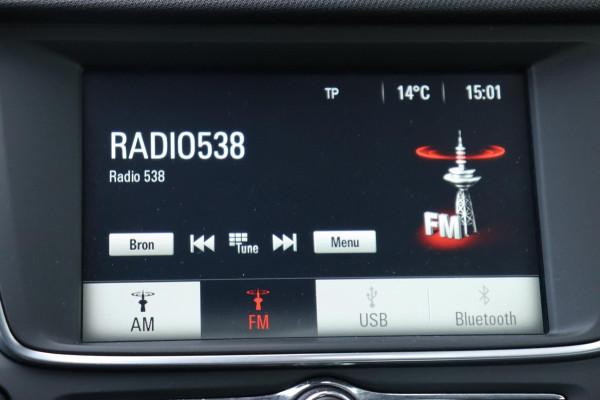 TP 14°C 15:01
RADIO538
Radio 538
FM
Bron Tune Menu
AM FM USB Bluetooth